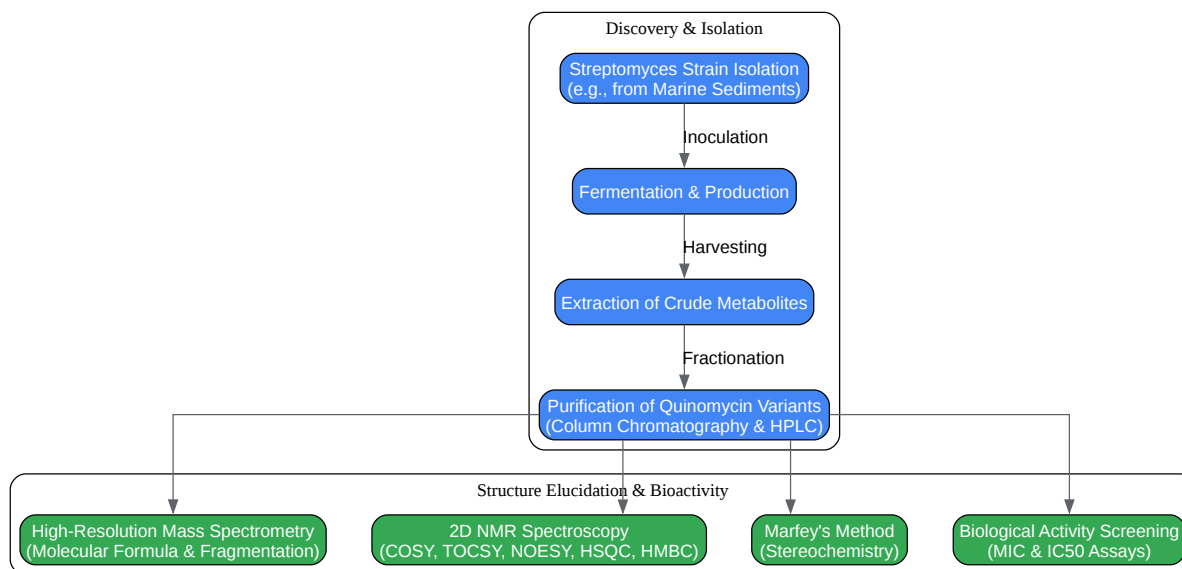 Discovery & Isolation
Streptomyces Strain Isolation
(e.g., from Marine Sediments)
Inoculation
Fermentation & Production
Harvesting
Extraction of Crude Metabolites
Fractionation
Purification of Quinomycin Variants
(Column Chromatography & HPLC)
Structure Elucidation & Bioactivity
High-Resolution Mass Spectrometry
(Molecular Formula & Fragmentation)
2D NMR Spectroscopy
(COSY, TOCSY, NOESY, HSQC, HMBC)
Marfey's Method
(Stereochemistry)
Biological Activity Screening
(MIC & IC50 Assays)